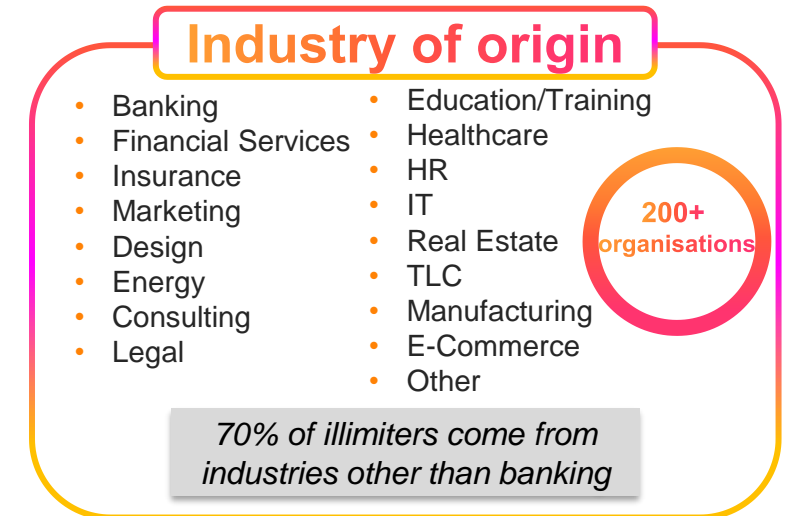 Industry of origin
• Banking
• Financial Services
• Insurance
• Marketing
• Design
• Energy
• Consulting
• Legal
• Education/Training
• Healthcare
• HR
• IT
• Real Estate
• TLC
• Manufacturing
• E-Commerce
• Other
200+
organisations
70% of illimiters come from
industries other than banking